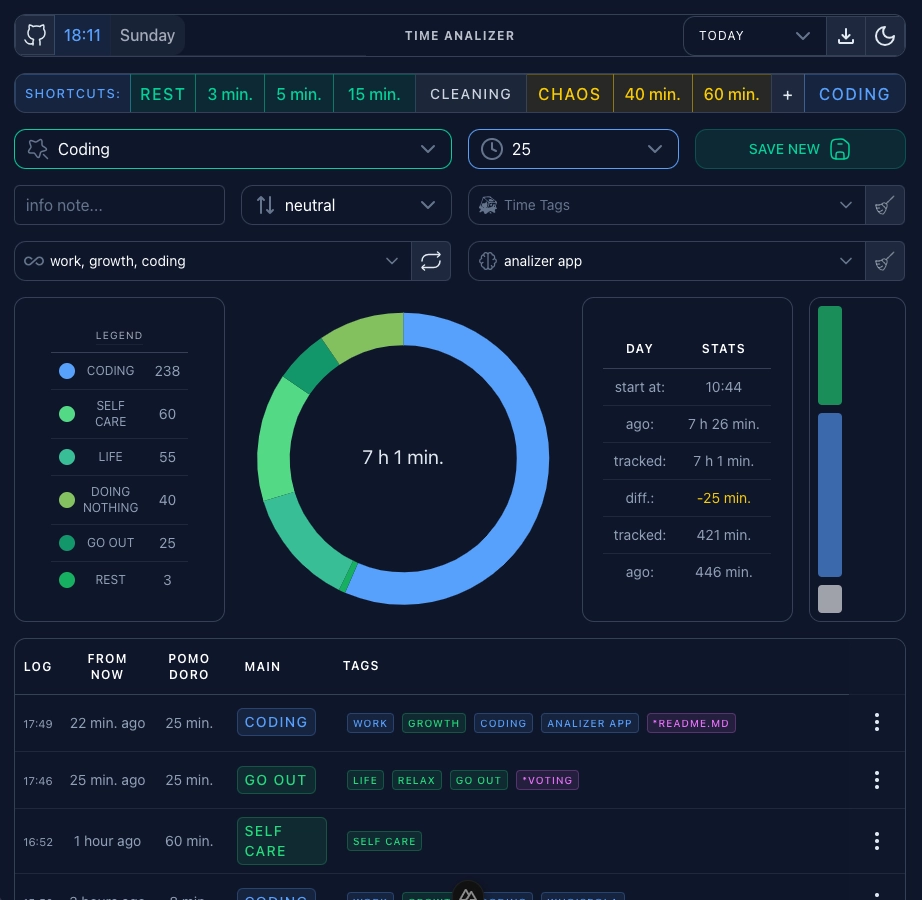 18:11 Sunday TIME ANALIZER TODAY
SHORTCUTS: REST 3 min. 5 min. 15 min. CLEANING CHAOS 40 min. 60 min. + CODING
Coding 25 SAVE NEW
info note... neutral Time Tags
work, growth, coding analizer app
LEGEND
CODING 238
SELF
CARE 60
LIFE 55
DOING
NOTHING 40
GO OUT 25
REST 3
7 h 1 min.
DAY STATS
start at: 10:44
ago: 7 h 26 min.
tracked: 7 h 1 min.
diff.: -25 min.
tracked: 421 min.
ago: 446 min.
LOG FROM NOW POMO DORO MAIN TAGS
17:49 22 min. ago 25 min. CODING WORK GROWTH CODING ANALIZER APP *README.MD
17:46 25 min. ago 25 min. GO OUT LIFE RELAX GO OUT *VOTING
16:52 1 hour ago 60 min. SELF CARE SELF CARE
CODING